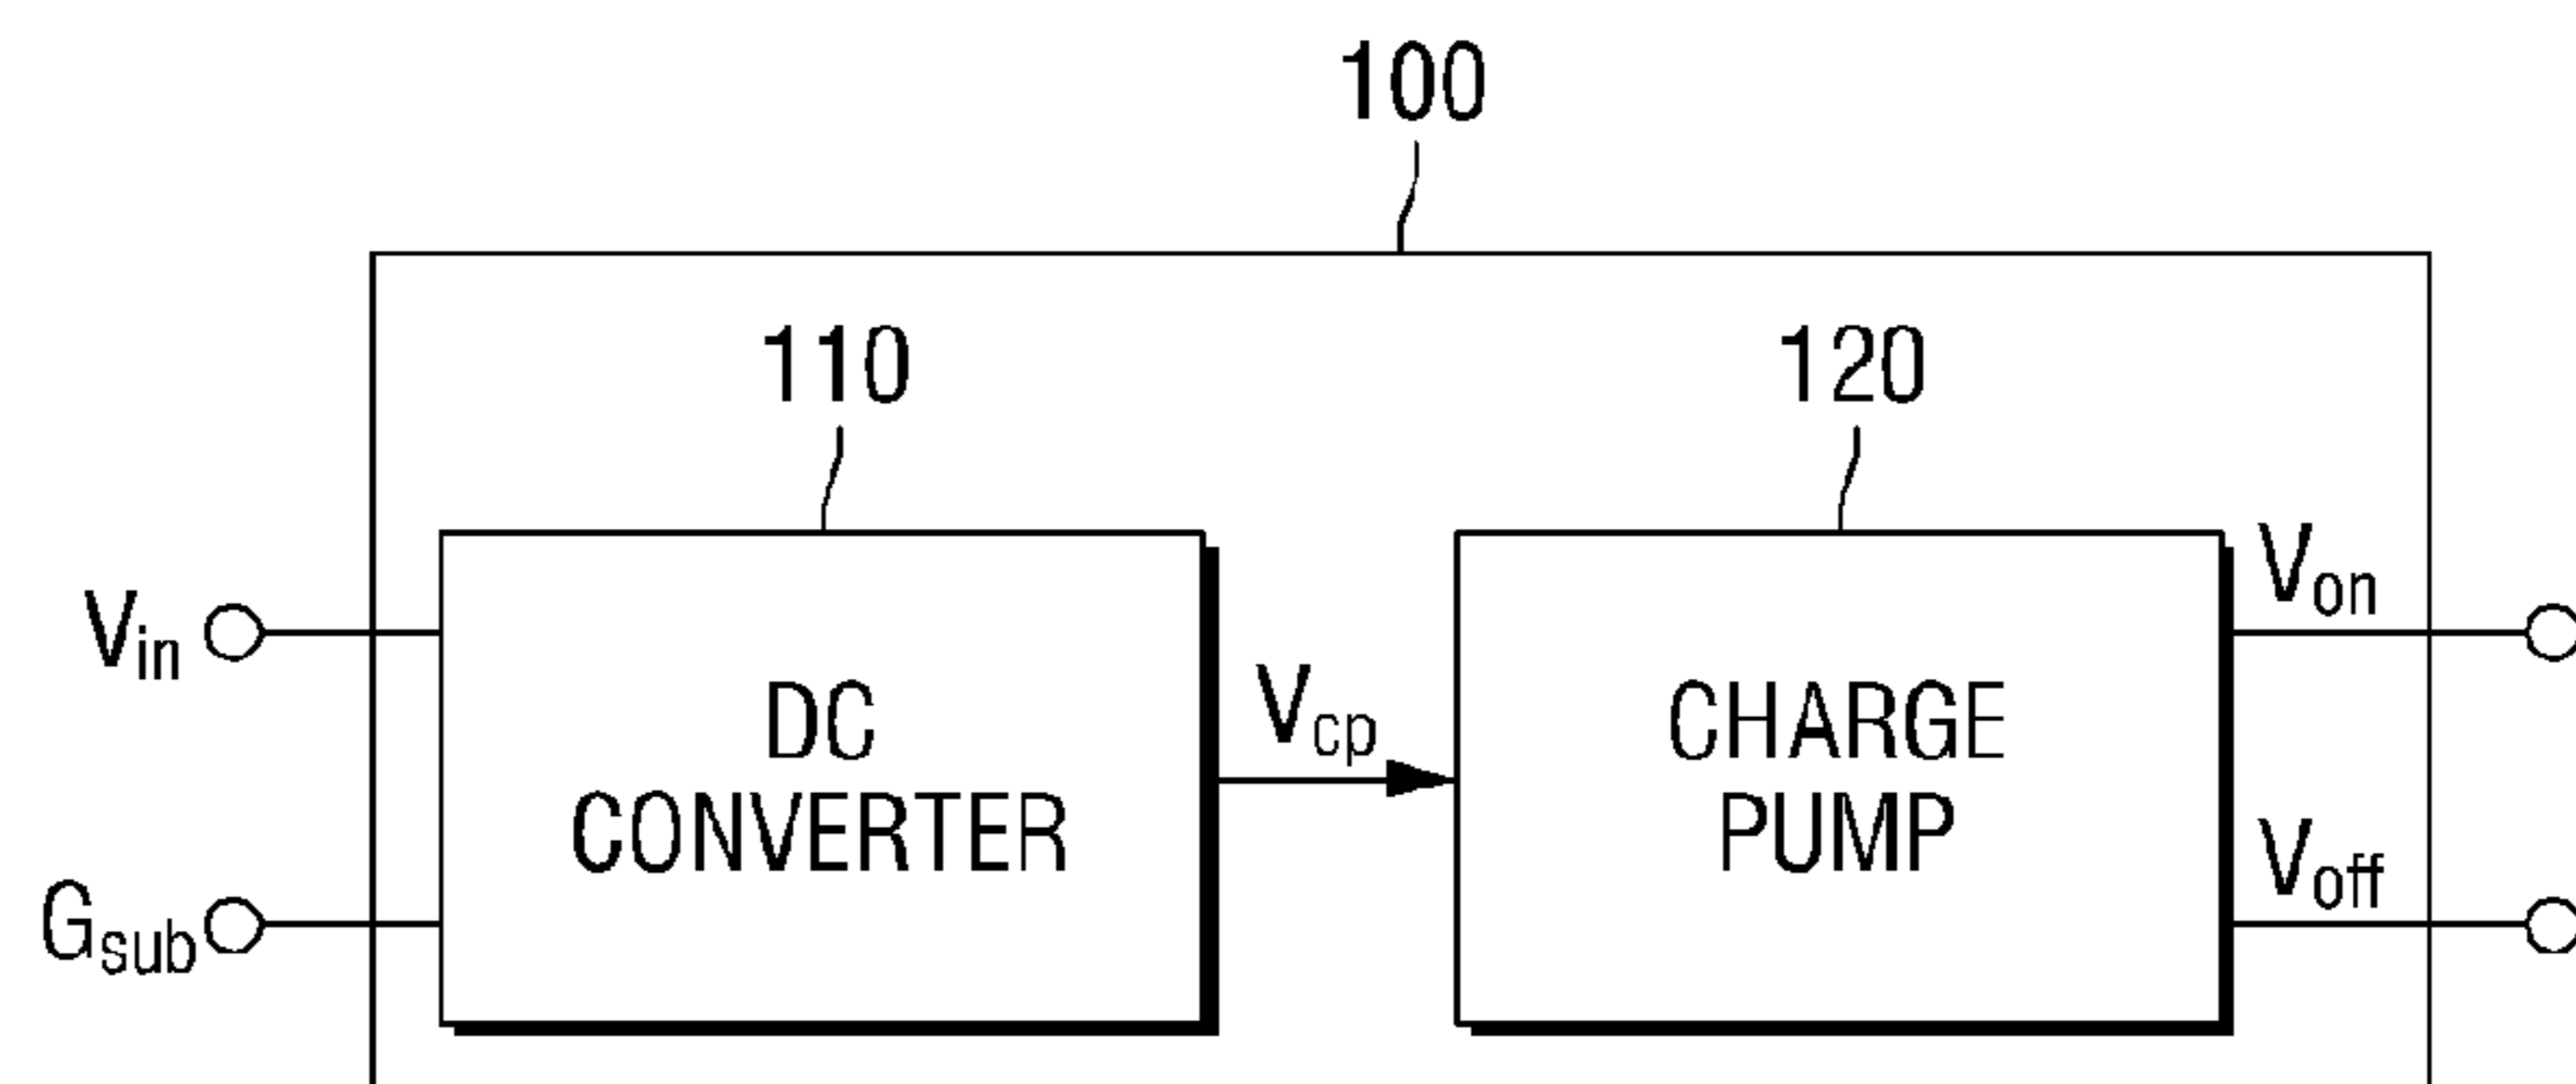 100
110
120
Vin
Von
DC
CONVERTER
Vcp
CHARGE
PUMP
Gsub
Voff